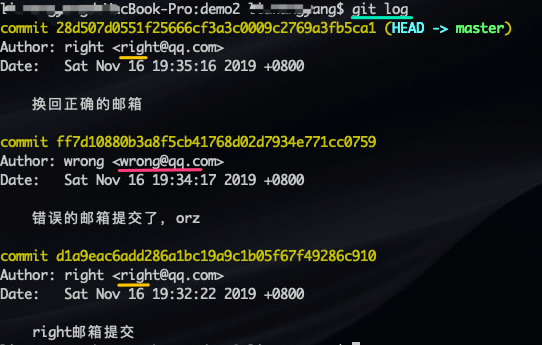 cBook-Pro:demo2
ang$ git log
commit 28d507d0551f25666cf3a3c0009c2769a3fb5ca1 (HEAD -> master)
Author: right <right@qq.com>
Date:   Sat Nov 16 19:35:16 2019 +0800
换回正确的邮箱
commit ff7d10880b3a8f5cb41768d02d7934e771cc0759
Author: wrong <wrong@qq.com>
Date:   Sat Nov 16 19:34:17 2019 +0800
错误的邮箱提交了，orz
commit d1a9eac6add286a1bc19a9c1b05f67f49286c910
Author: right <right@qq.com>
Date:   Sat Nov 16 19:32:22 2019 +0800
right邮箱提交